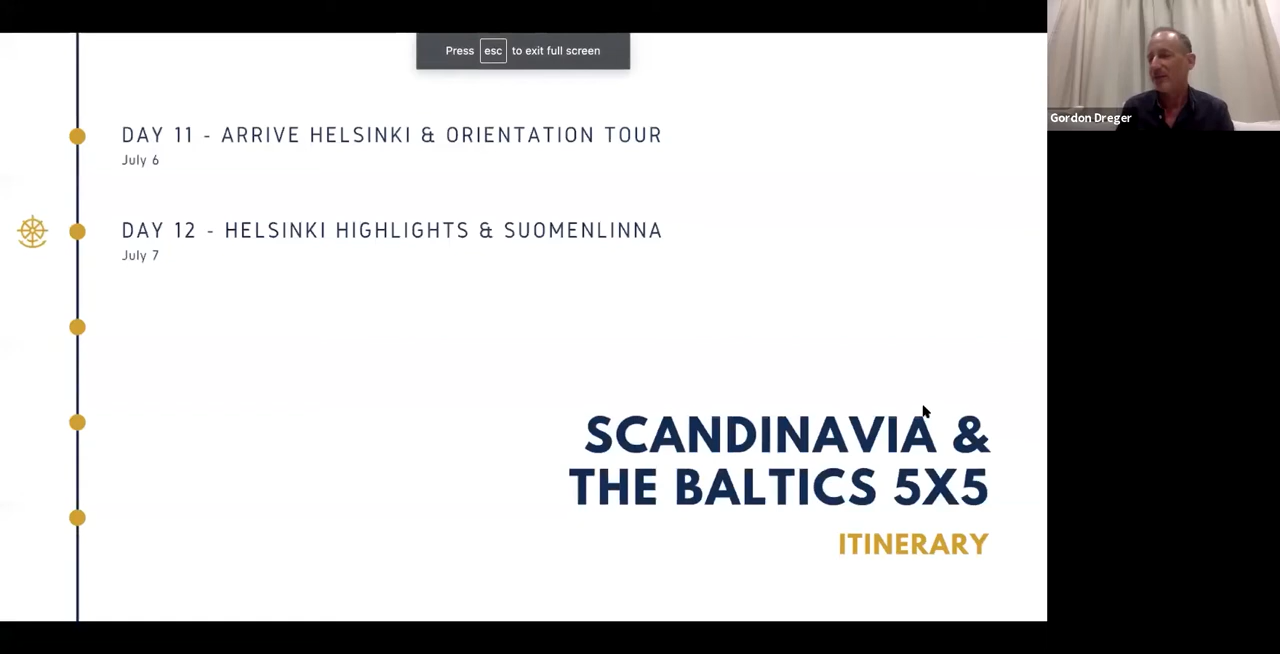 Press esc to exit full screen
Gordon Dreger
DAY 11 - ARRIVE HELSINKI & ORIENTATION TOUR
July 6
DAY 12 - HELSINKI HIGHLIGHTS & SUOMENLINNA
July 7
SCANDINAVIA &
THE BALTICS 5X5
ITINERARY